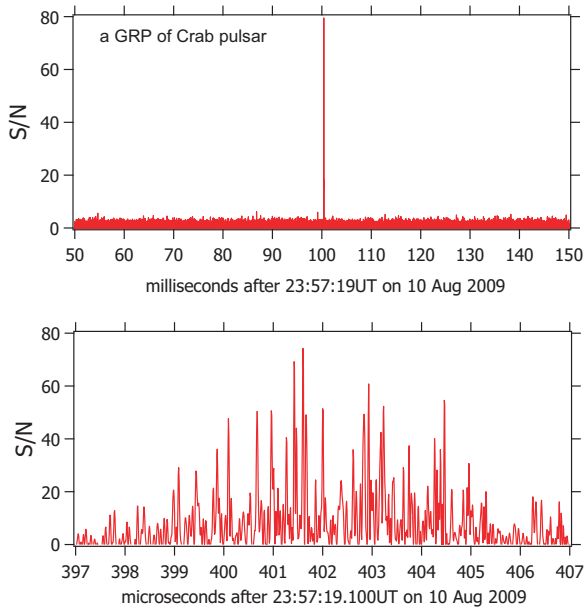 80
a GRP of Crab pulsar
60
S/N
40
20
0
50 60 70 80 90 100 110 120 130 140 150
milliseconds after 23:57:19UT on 10 Aug 2009
80
60
S/N
40
20
0
397 398 399 400 401 402 403 404 405 406 407
microseconds after 23:57:19.100UT on 10 Aug 2009